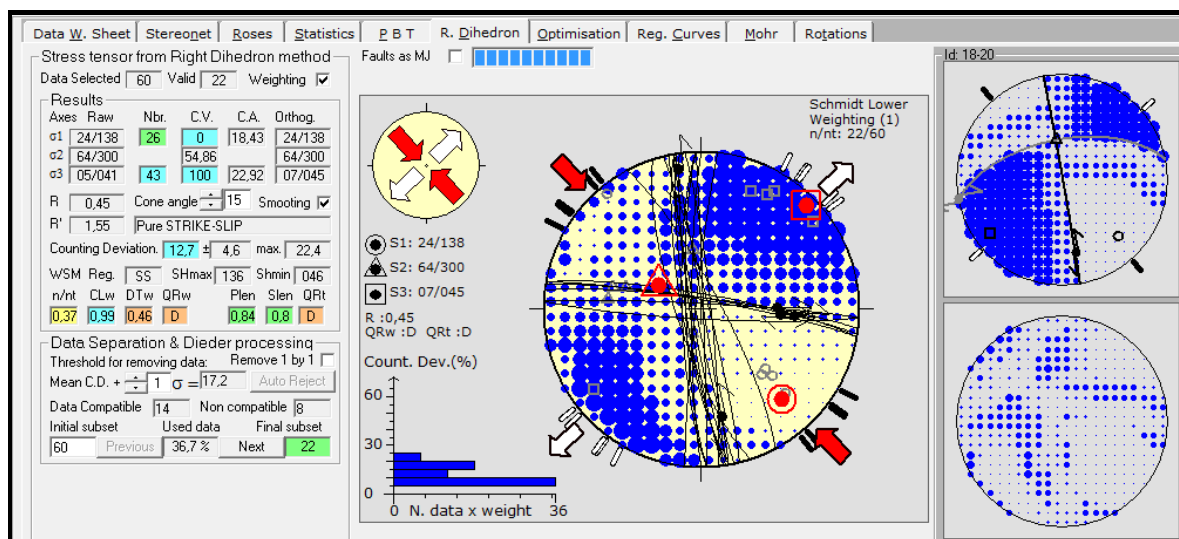 Data W. Sheet Stereonet Roses Statistics P B T R. Dihedron Optimisation Reg. Curves Mohr Rotations
Stress tensor from Right Dihedron method
Data Selected 60 Valid 22 Weighting
Results
Axes Raw Nbr. C.V. C.A. Orthog.
σ1 24/138 26 0 18,43 24/138
σ2 64/300 54,86 64/300
σ3 05/041 43 100 22,92 07/045
R 0,45 Cone angle 15 Smooting
R' 1,55 Pure STRIKE-SLIP
Counting Deviation. 12,7 ± 4,6 max. 22,4
WSM Reg. SS SHmax 136 Shmin 046
n/nt CLw DTw QRw Plen Slen QRt
0,37 0,99 0,46 D 0,84 0,8 D
Data Separation & Dieder processing
Threshold for removing data: Remove 1 by 1
Mean C.D. + 1 σ = 17,2 Auto Reject
Data Compatible 14 Non compatible 8
Initial subset Used data Final subset
60 Previous 36,7 % Next 22
Faults as MJ
Schmidt Lower
Weighting (1)
n/nt: 22/60
S1: 24/138
S2: 64/300
S3: 07/045
R :0,45
QRw :D QRt :D
Count. Dev.(%)
60
30
0
0 N. data x weight 36
Id: 18-20